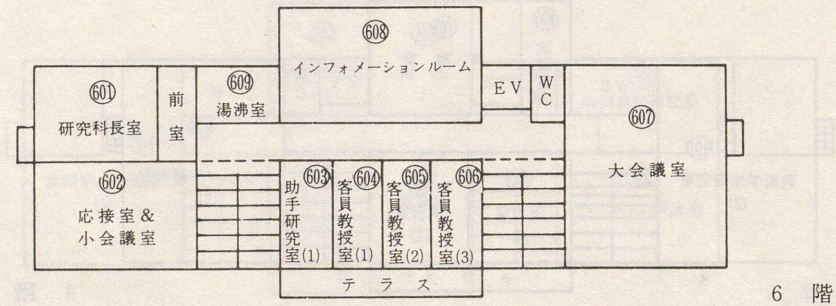 608
インフォメーションルーム
601
研究科長室
前室
609
湯沸室
EV
WC
607
大会議室
602
応接室&
小会議室
603
助手研究室(1)
604
客員教授室(1)
605
客員教授室(2)
606
客員教授室(3)
テラス
6 階